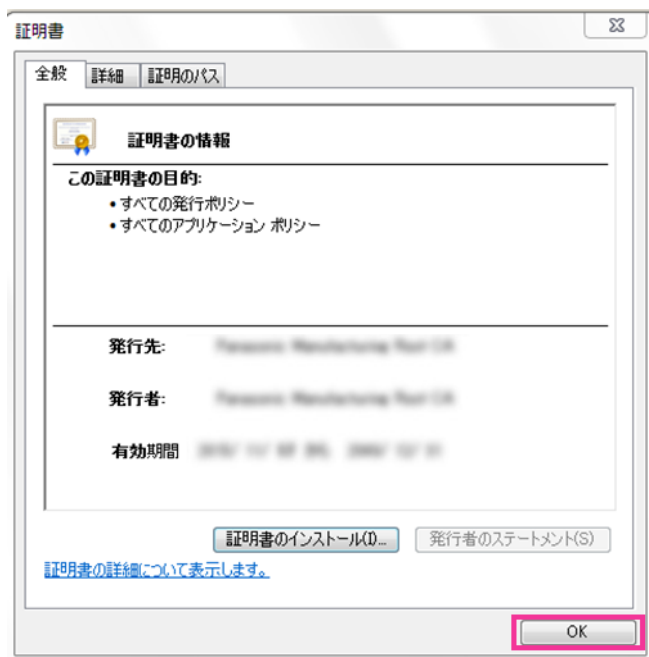 証明書
全般 詳細 証明のパス
証明書の情報
この証明書の目的:
• すべての発行ポリシー
• すべてのアプリケーション ポリシー
発行先:
発行者:
有効期間
証明書のインストール(I)... 発行者のステートメント(S)
証明書の詳細について表示します。
OK